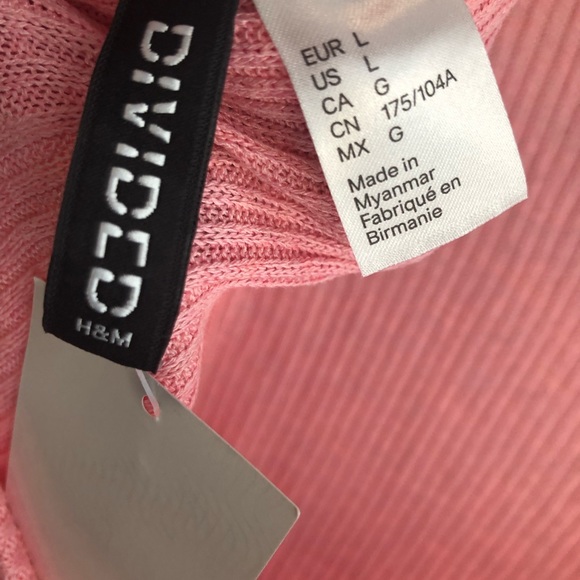 DIVIDED
H&M
EUR L
US L
CA G
CN 175/104A
MX G
Made in
Myanmar
Fabriqué en
Birmanie